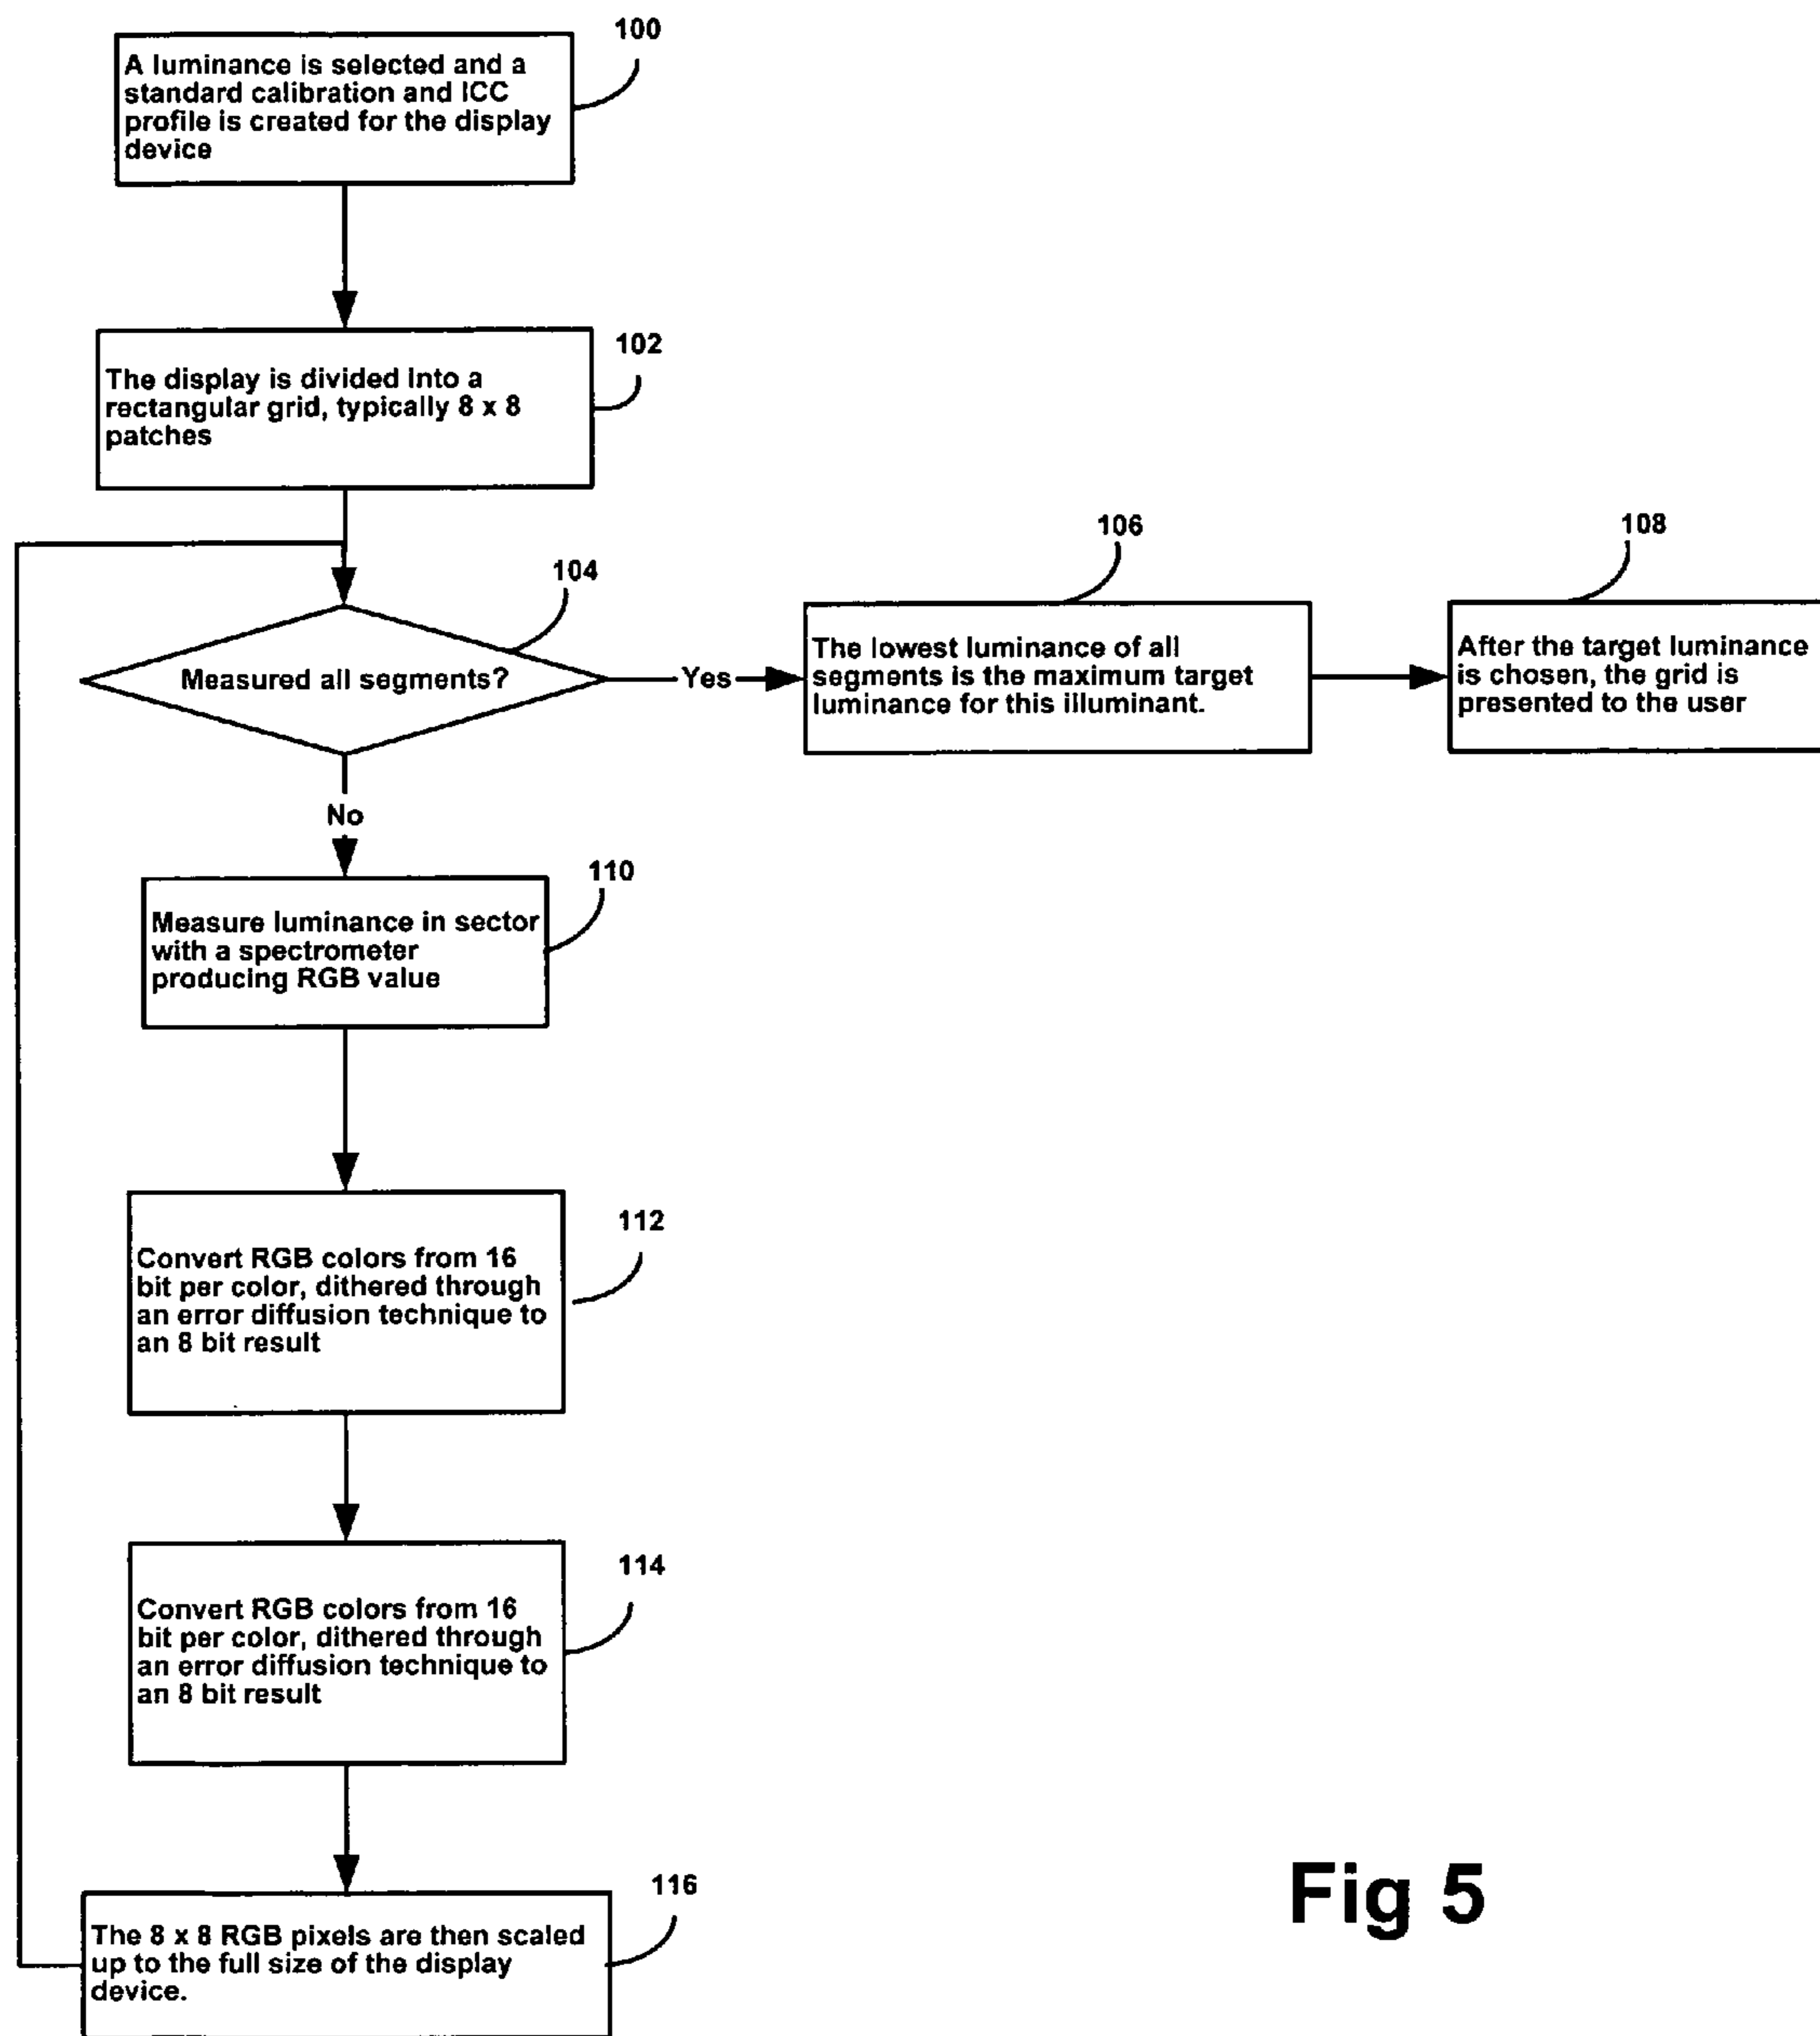 100
A luminance is selected and a
standard calibration and ICC
profile is created for the display
device
102
The display is divided into a
rectangular grid, typically 8 x 8
patches
104
Measured all segments?
Yes
106
The lowest luminance of all
segments is the maximum target
luminance for this illuminant.
108
After the target luminance
is chosen, the grid is
presented to the user
No
110
Measure luminance in sector
with a spectrometer
producing RGB value
112
Convert RGB colors from 16
bit per color, dithered through
an error diffusion technique to
an 8 bit result
114
Convert RGB colors from 16
bit per color, dithered through
an error diffusion technique to
an 8 bit result
116
The 8 x 8 RGB pixels are then scaled
up to the full size of the display
device.
Fig 5